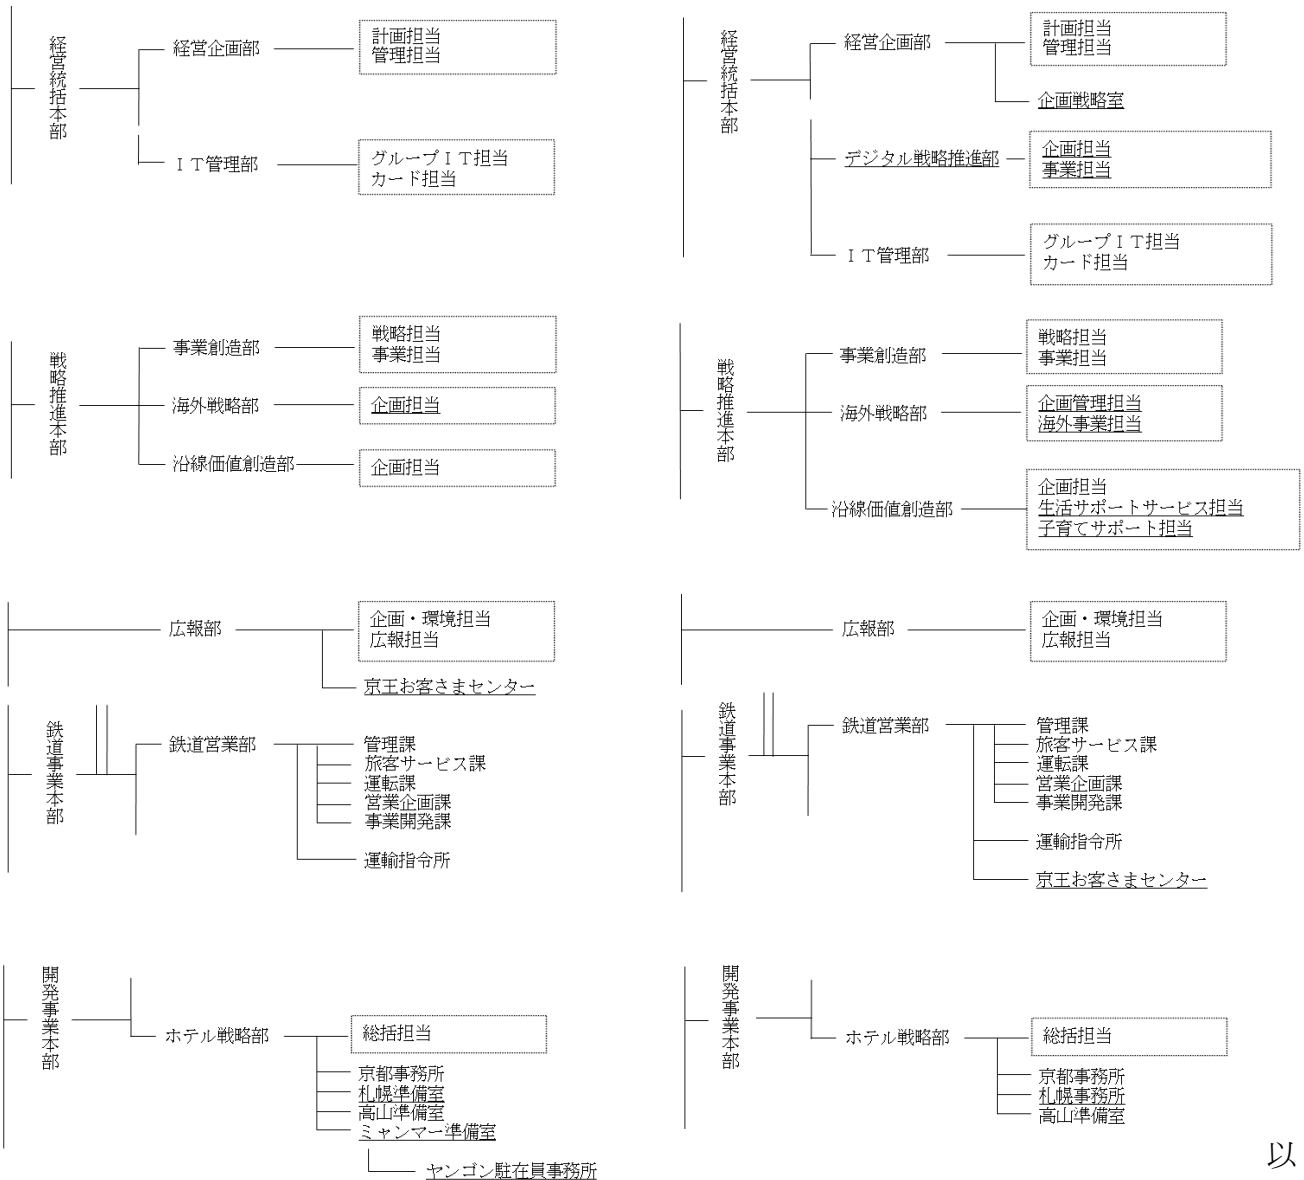 経営統括本部
経営企画部
計画担当
管理担当
ＩＴ管理部
グループＩＴ担当
カード担当
戦略推進本部
事業創造部
戦略担当
事業担当
海外戦略部
企画担当
沿線価値創造部
企画担当
広報部
企画・環境担当
広報担当
京王お客さまセンター
鉄道事業本部
鉄道営業部
管理課
旅客サービス課
運転課
営業企画課
事業開発課
運輸指令所
開発事業本部
ホテル戦略部
総括担当
京都事務所
札幌準備室
高山準備室
ミャンマー準備室
ヤンゴン駐在員事務所
経営統括本部
経営企画部
計画担当
管理担当
企画戦略室
デジタル戦略推進部
企画担当
事業担当
ＩＴ管理部
グループＩＴ担当
カード担当
戦略推進本部
事業創造部
戦略担当
事業担当
海外戦略部
企画管理担当
海外事業担当
沿線価値創造部
企画担当
生活サポートサービス担当
子育てサポート担当
広報部
企画・環境担当
広報担当
鉄道事業本部
鉄道営業部
管理課
旅客サービス課
運転課
営業企画課
事業開発課
運輸指令所
京王お客さまセンター
開発事業本部
ホテル戦略部
総括担当
京都事務所
札幌事務所
高山準備室
以